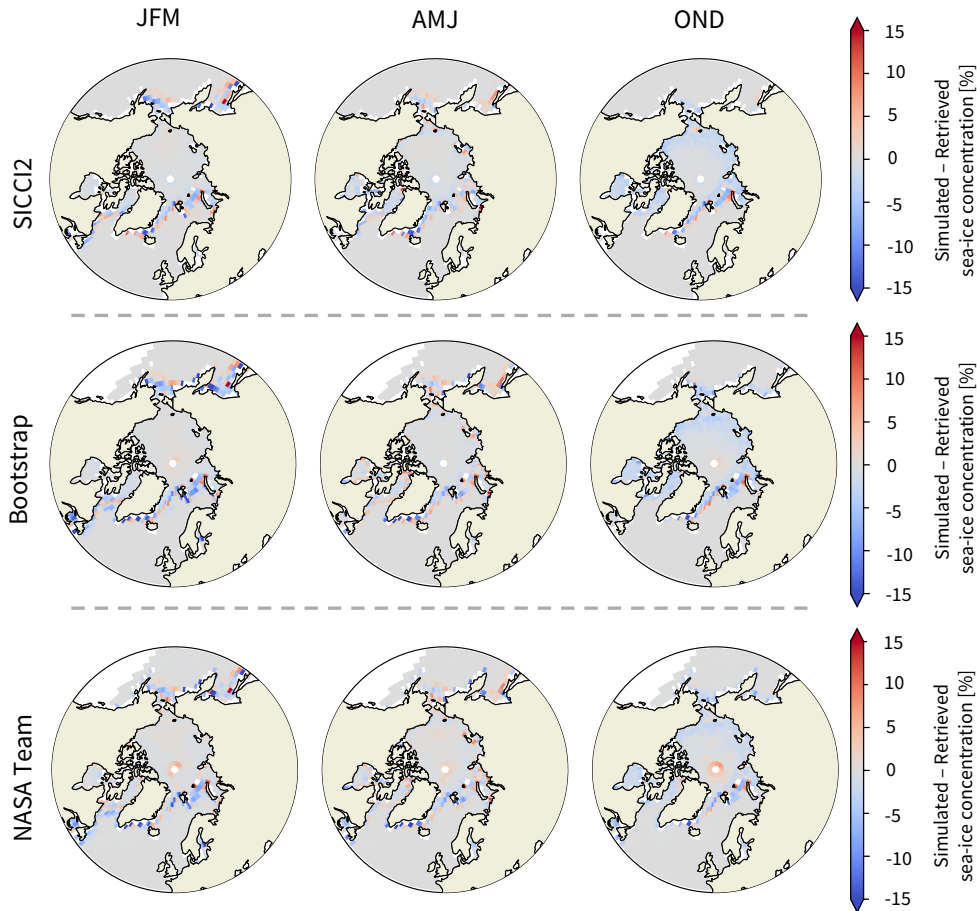 JFM AMJ OND
SICCI2
15
10
5
0
-5
-10
-15
Simulated – Retrieved
sea-ice concentration [%]
Bootstrap
15
10
5
0
-5
-10
-15
Simulated – Retrieved
sea-ice concentration [%]
NASA Team
15
10
5
0
-5
-10
-15
Simulated – Retrieved
sea-ice concentration [%]